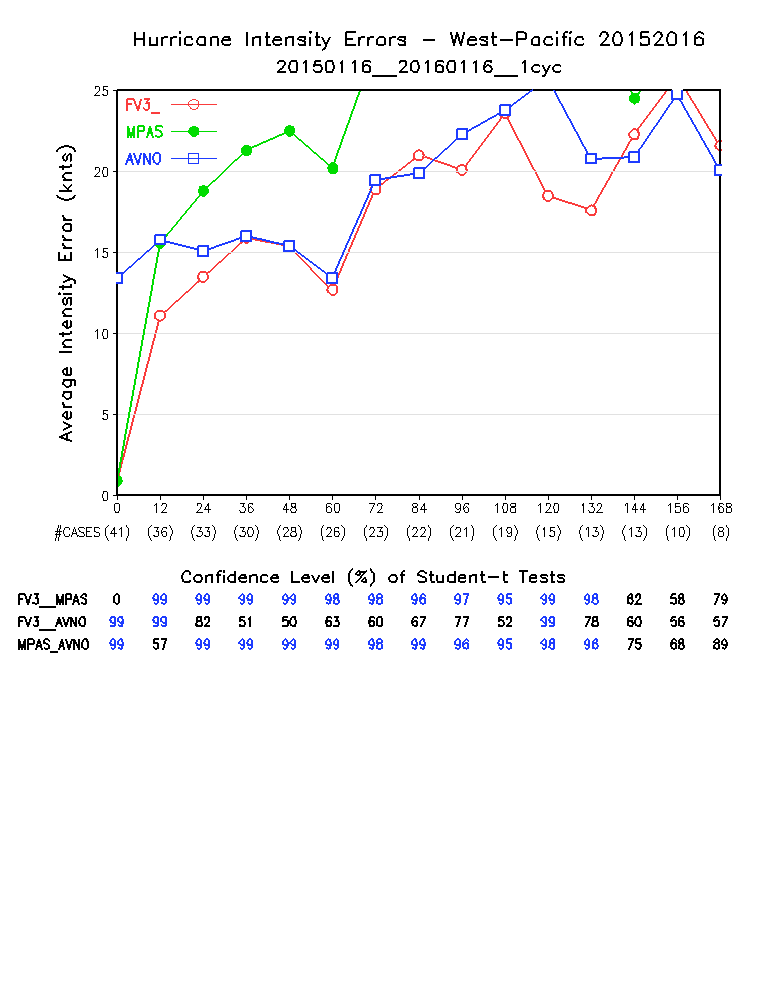 Hurricane Intensity Errors - West-Pacific 20152016
20150116__20160116__1cyc
25
FV3_
MPAS
AVNO
20
15
10
5
0
Average Intensity Error (knts)
0 12 24 36 48 60 72 84 96 108 120 132 144 156 168
#CASES (41) (36) (33) (30) (28) (26) (23) (22) (21) (19) (15) (13) (13) (10) (8)
Confidence Level (%) of Student-t Tests
FV3__MPAS 0 99 99 99 99 98 98 96 97 95 99 98 62 58 79
FV3__AVNO 99 99 82 51 50 63 60 67 77 52 99 78 60 56 57
MPAS_AVNO 99 57 99 99 99 99 98 99 96 95 98 96 75 68 89